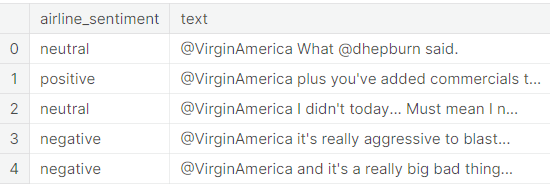 airline_sentiment text
0 neutral @VirginAmerica What @dhepburn said.
1 positive @VirginAmerica plus you've added commercials t...
2 neutral @VirginAmerica I didn't today... Must mean I n...
3 negative @VirginAmerica it's really aggressive to blast...
4 negative @VirginAmerica and it's a really big bad thing...